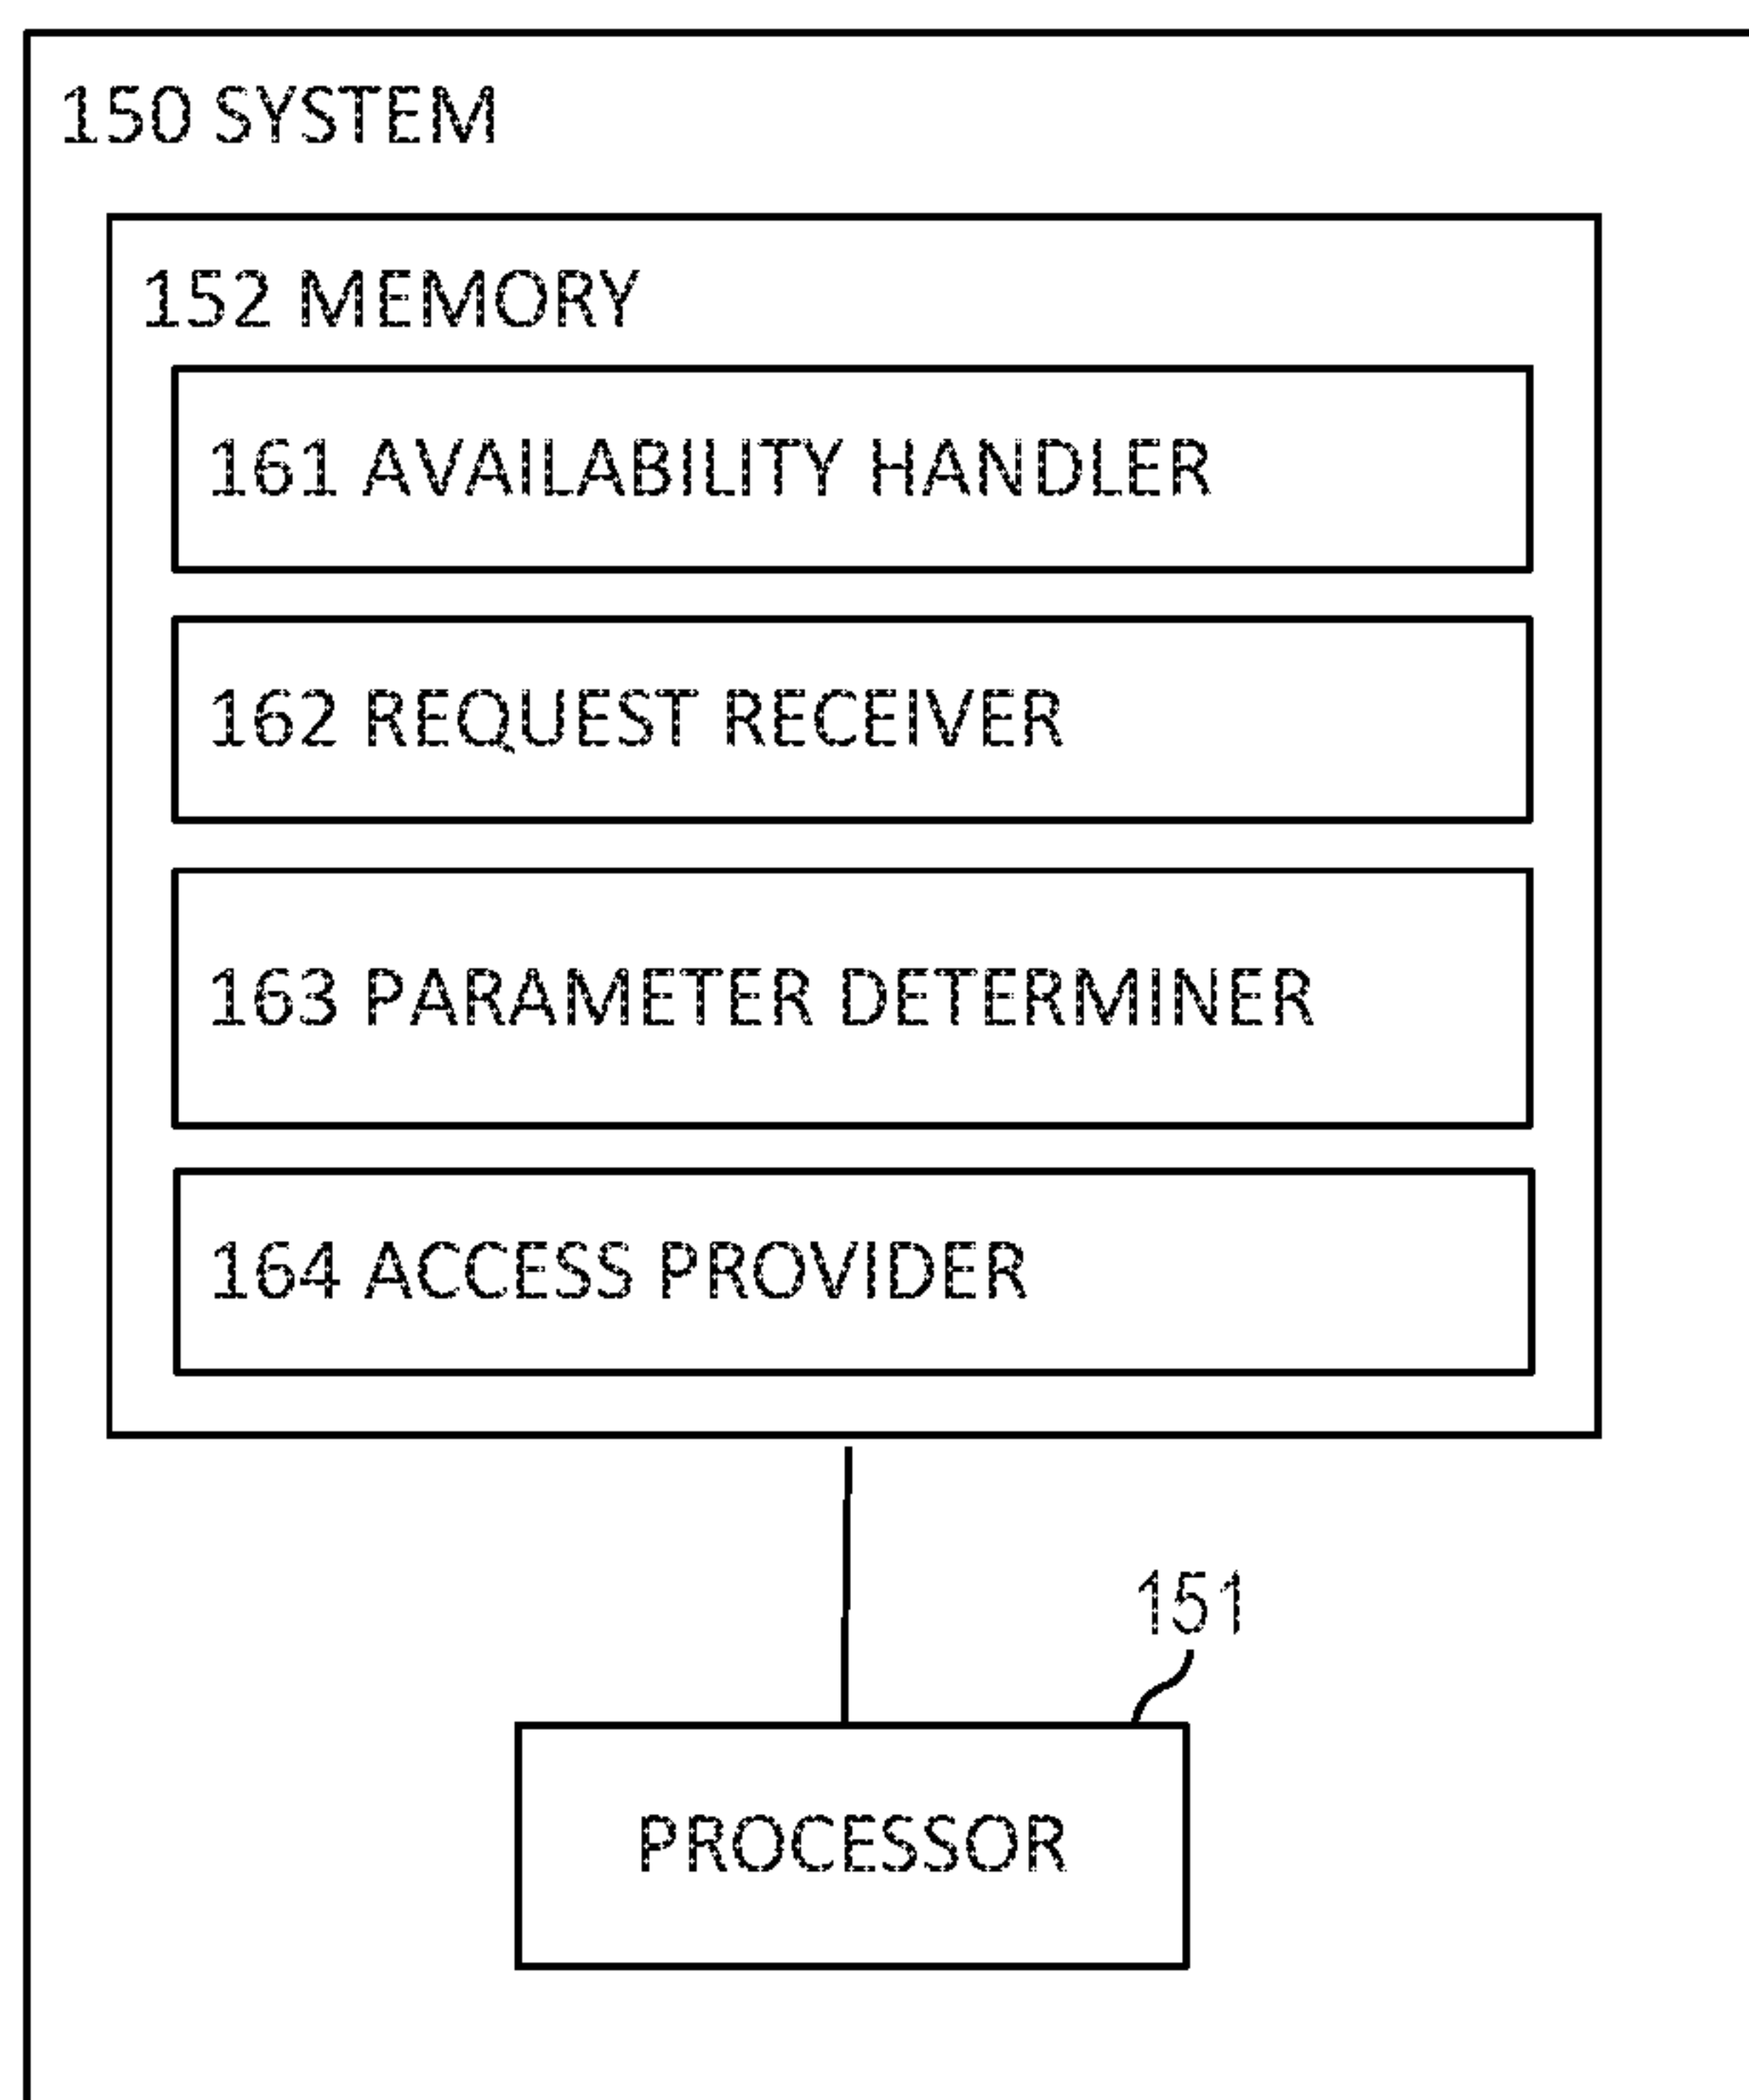 150 SYSTEM
152 MEMORY
161 AVAILABILITY HANDLER
162 REQUEST RECEIVER
163 PARAMETER DETERMINER
164 ACCESS PROVIDER
151
PROCESSOR